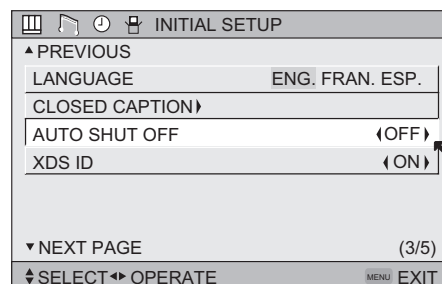 INITIAL SETUP
▲PREVIOUS
LANGUAGE ENG. FRAN. ESP.
CLOSED CAPTION
AUTO SHUT OFF (OFF)
XDS ID (ON)
▼NEXT PAGE (3/5)
SELECT OPERATE MENU EXIT